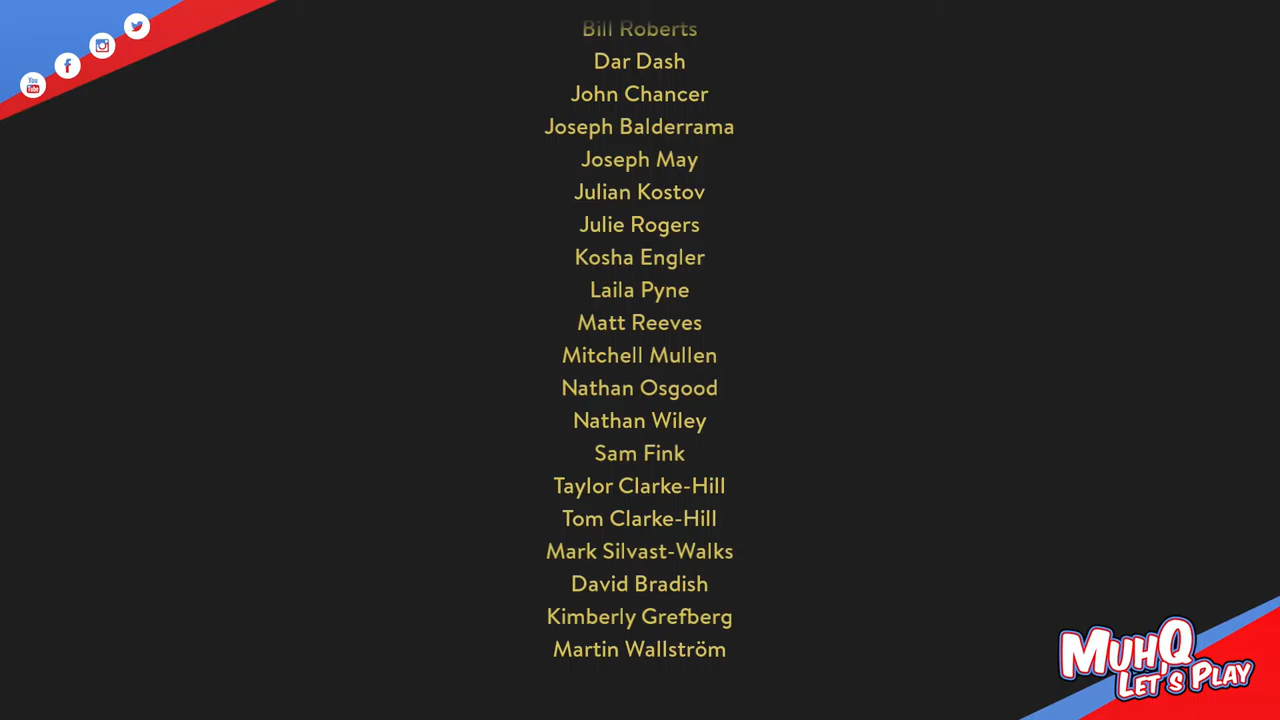 You
Tube
Bill Roberts
Dar Dash
John Chancer
Joseph Balderrama
Joseph May
Julian Kostov
Julie Rogers
Kosha Engler
Laila Pyne
Matt Reeves
Mitchell Mullen
Nathan Osgood
Nathan Wiley
Sam Fink
Taylor Clarke-Hill
Tom Clarke-Hill
Mark Silvast-Walks
David Bradish
Kimberly Grefberg
Martin Wallström
MUHQ
LET'S PLAY